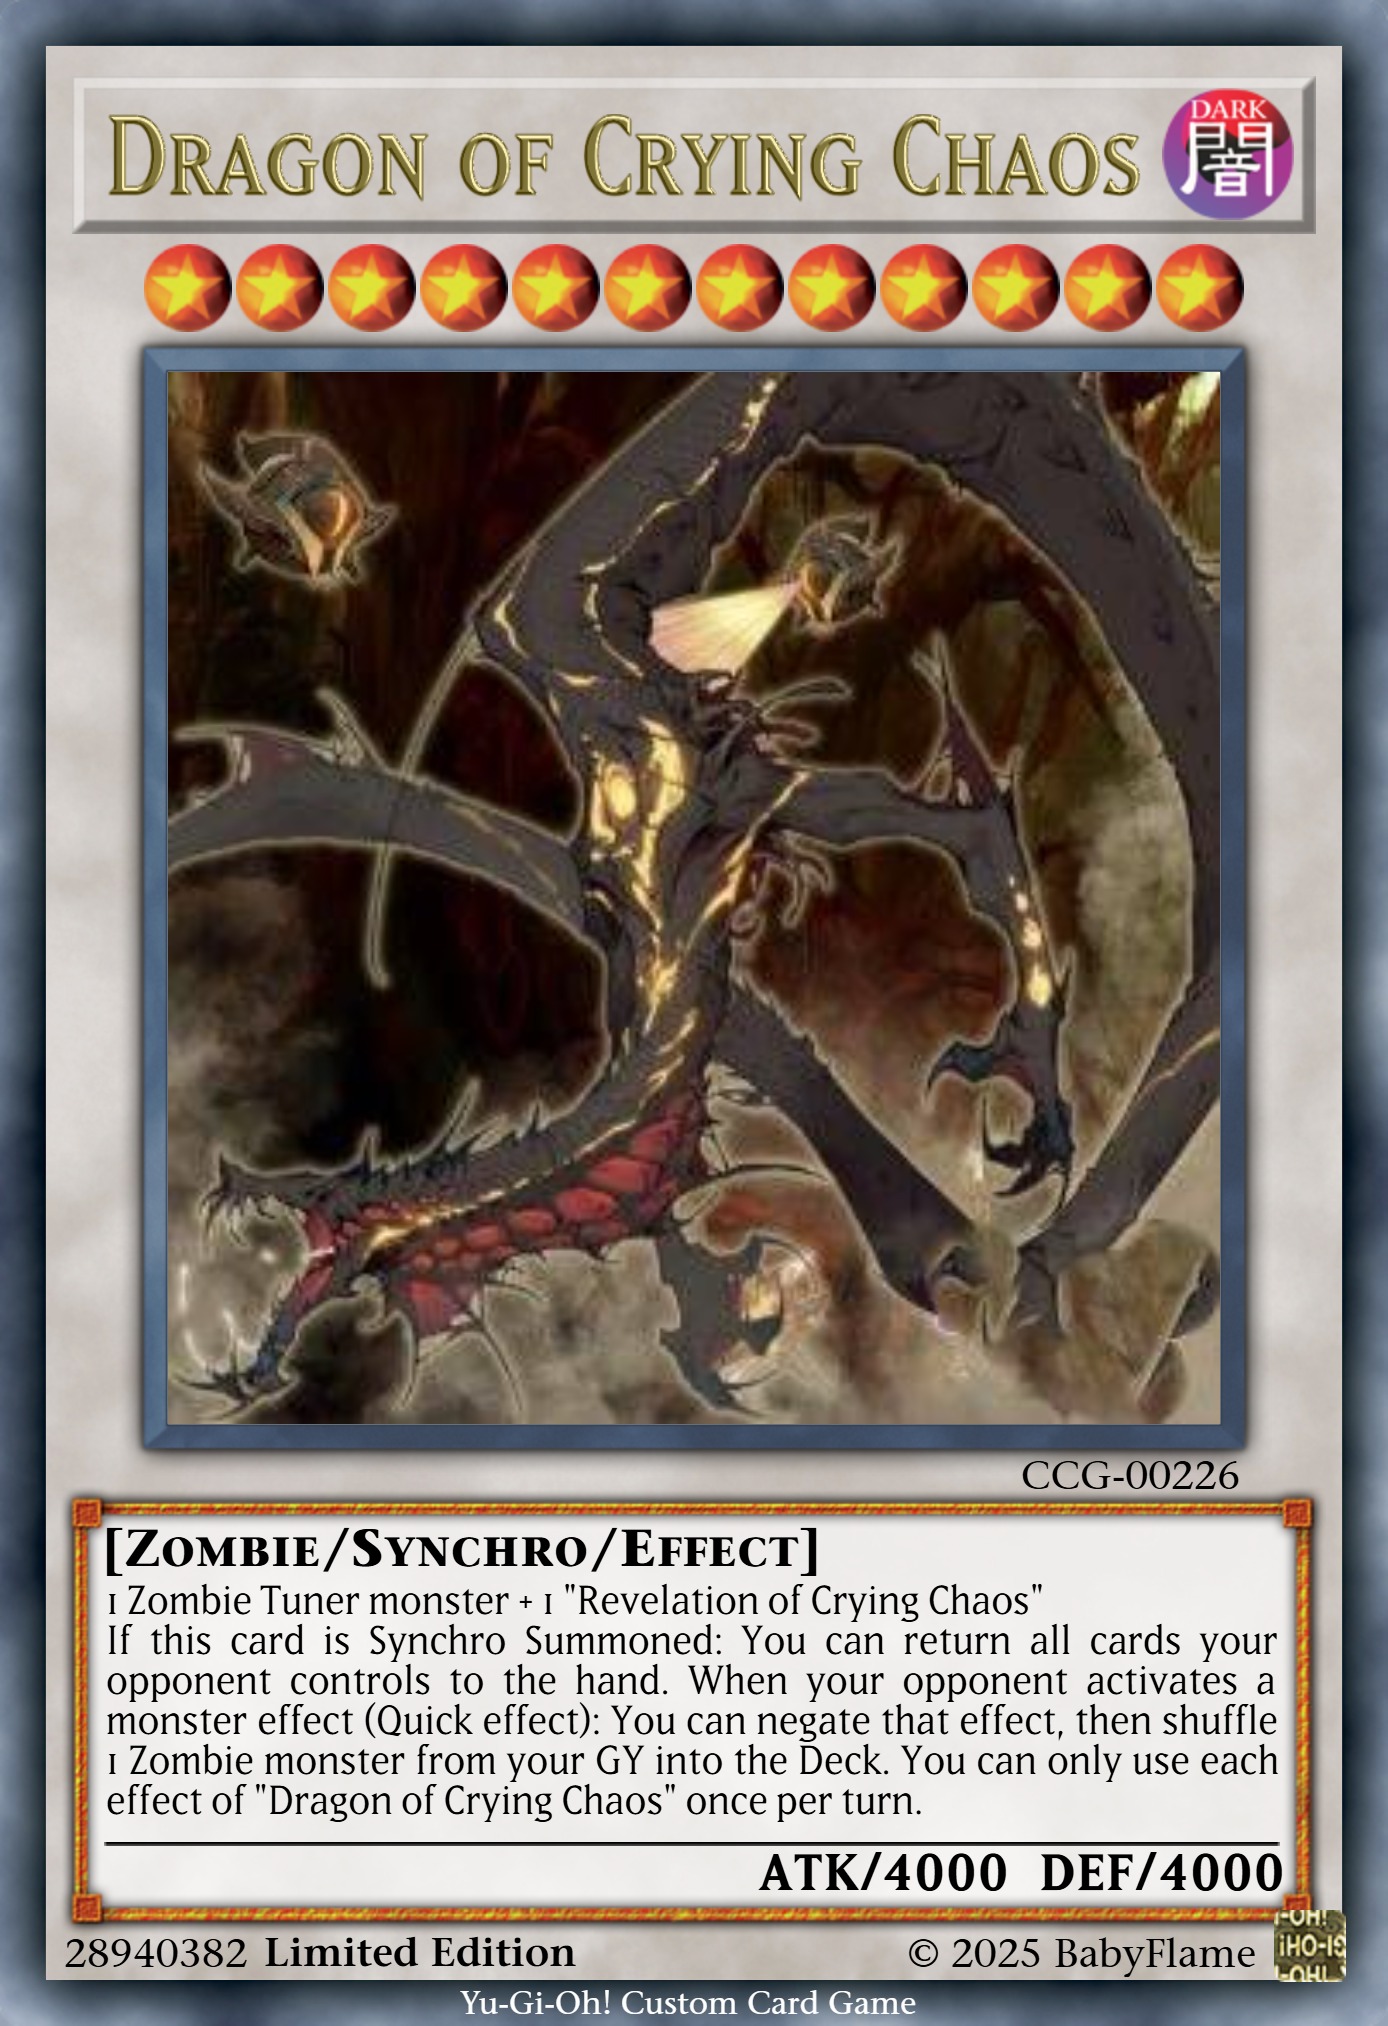 Dragon of Crying Chaos
DARK
闇
CCG-00226
[Zombie/Synchro/Effect]
1 Zombie Tuner monster + 1 "Revelation of Crying Chaos"
If this card is Synchro Summoned: You can return all cards your
opponent controls to the hand. When your opponent activates a
monster effect (Quick effect): You can negate that effect, then shuffle
1 Zombie monster from your GY into the Deck. You can only use each
effect of "Dragon of Crying Chaos" once per turn.
ATK/4000 DEF/4000
28940382 Limited Edition
© 2025 BabyFlame
Yu-Gi-Oh! Custom Card Game